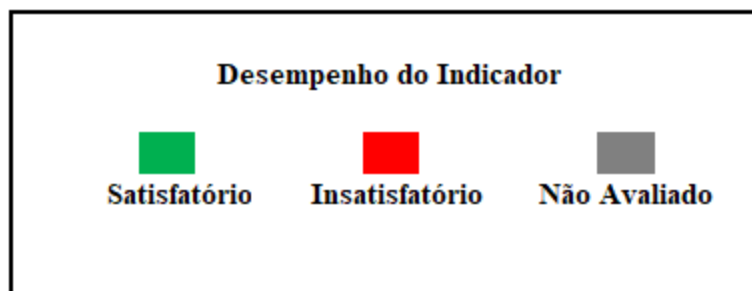 Desempenho do Indicador
Satisfatório Insatisfatório Não Avaliado